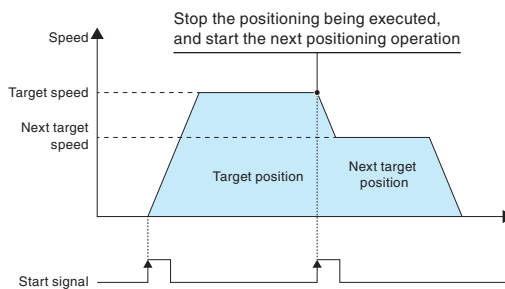 Stop the positioning being executed,
and start the next positioning operation
Speed
Target speed
Next target
speed
Target position
Next target
position
Start signal